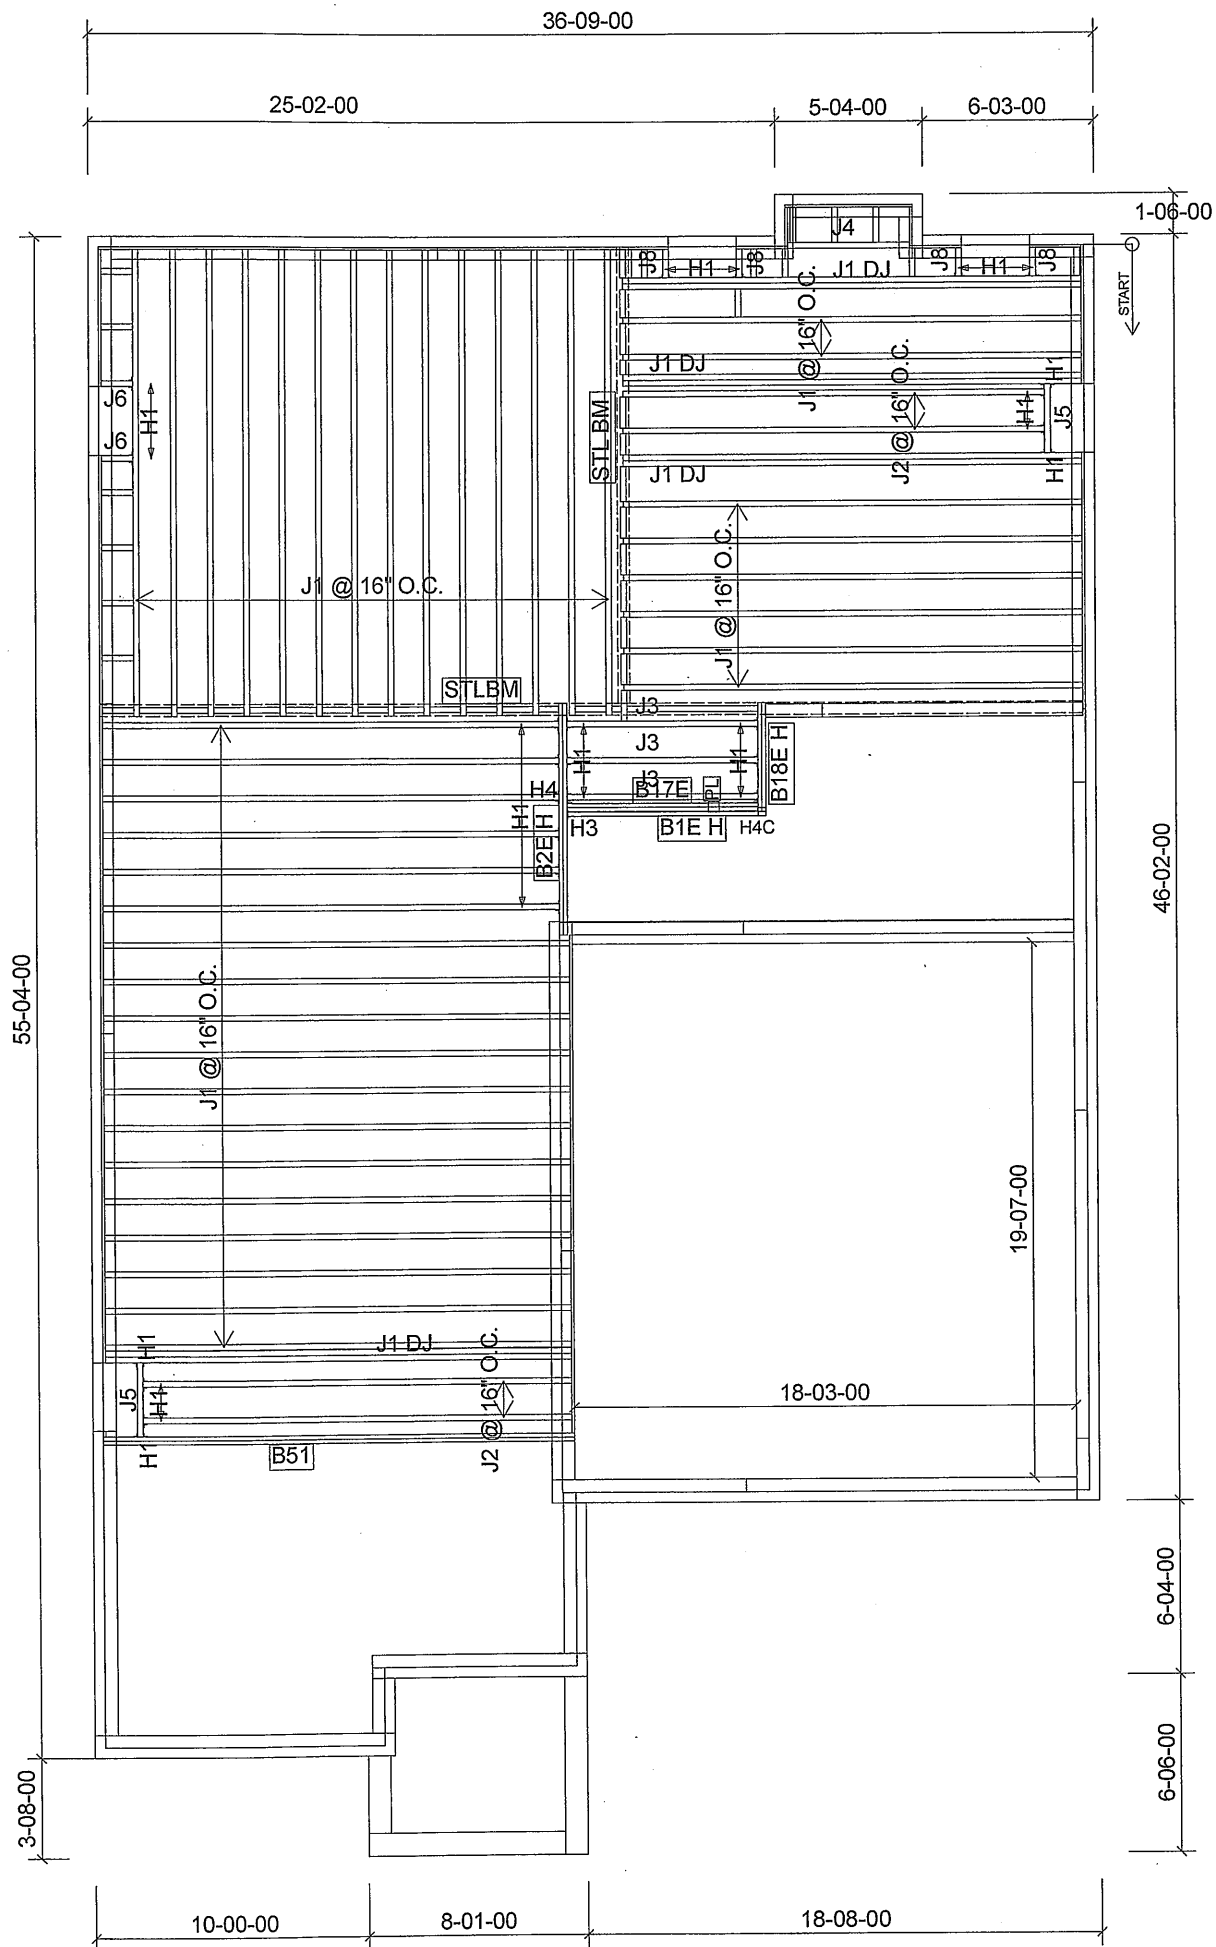 36-09-00
25-02-00
5-04-00
6-03-00
1-06-00
J4
J8
H1
J8
J1 DJ
J8
H1
J8
START
J1 @ 16" O.C.
J1 DJ
J2 @ 16" O.C.
H1
J6
J6
H1
H1
J5
H1
STL BM
J1 DJ
J1 @ 16" O.C.
J1 @ 16" O.C.
STLBM
J3
J3
J3
H1
H1
H1
H4
B17E
PL
B18E H
H3
B1E H
H4C
B2E H
46-02-00
55-04-00
J1 @ 16" O.C.
19-07-00
18-03-00
H1
J1 DJ
J5
H1
J2 @ 16" O.C.
H1
B51
6-04-00
6-06-00
3-08-00
10-00-00
8-01-00
18-08-00